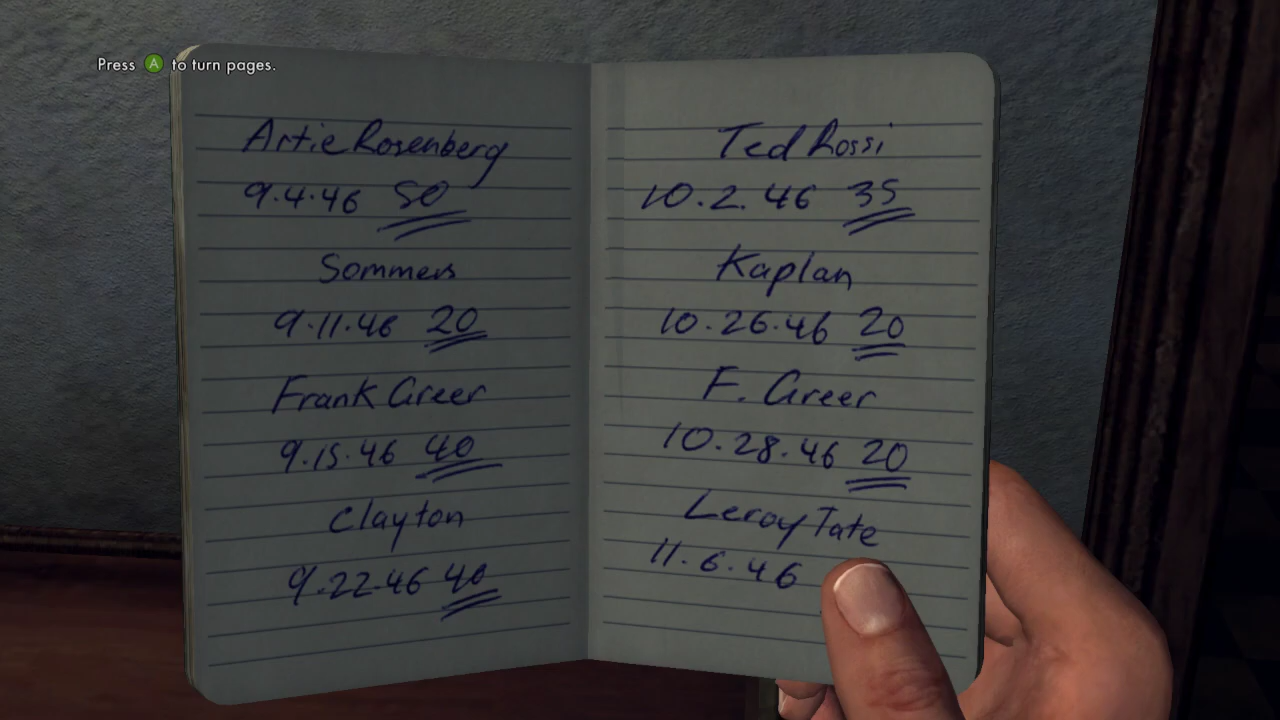 Press A to turn pages.
Artie Rosenberg
9.4.46 50
Sommers
9.11.46 20
Frank Greer
9.15.46 40
Clayton
9.22.46 40
Ted Rossi
10.2.46 35
Kaplan
10.26.46 20
F. Greer
10.28.46 20
Leroy Tate
11.6.46